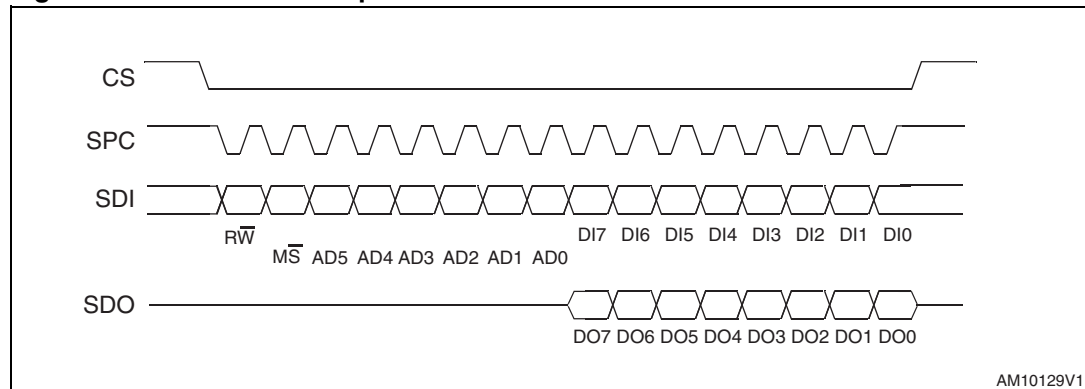 CS
SPC
SDI
RW̅
DI7 DI6 DI5 DI4 DI3 DI2 DI1 DI0
MS̅ AD5 AD4 AD3 AD2 AD1 AD0
SDO
DO7 DO6 DO5 DO4 DO3 DO2 DO1 DO0
AM10129V1